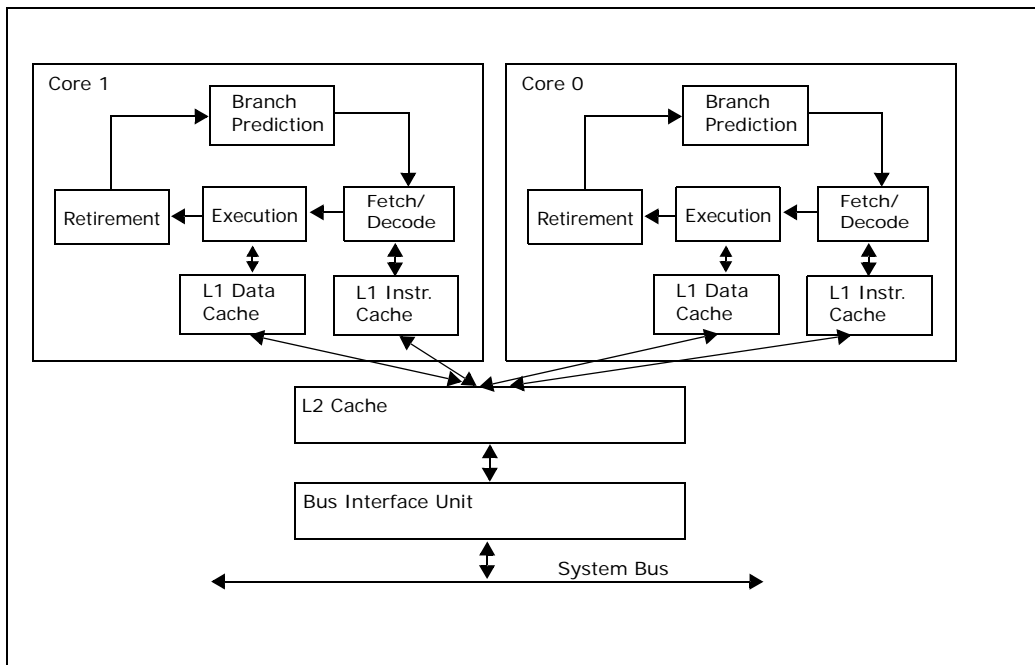 Core 1
Branch
Prediction
Retirement
Execution
Fetch/
Decode
L1 Data
Cache
L1 Instr.
Cache
Core 0
Branch
Prediction
Retirement
Execution
Fetch/
Decode
L1 Data
Cache
L1 Instr.
Cache
L2 Cache
Bus Interface Unit
System Bus